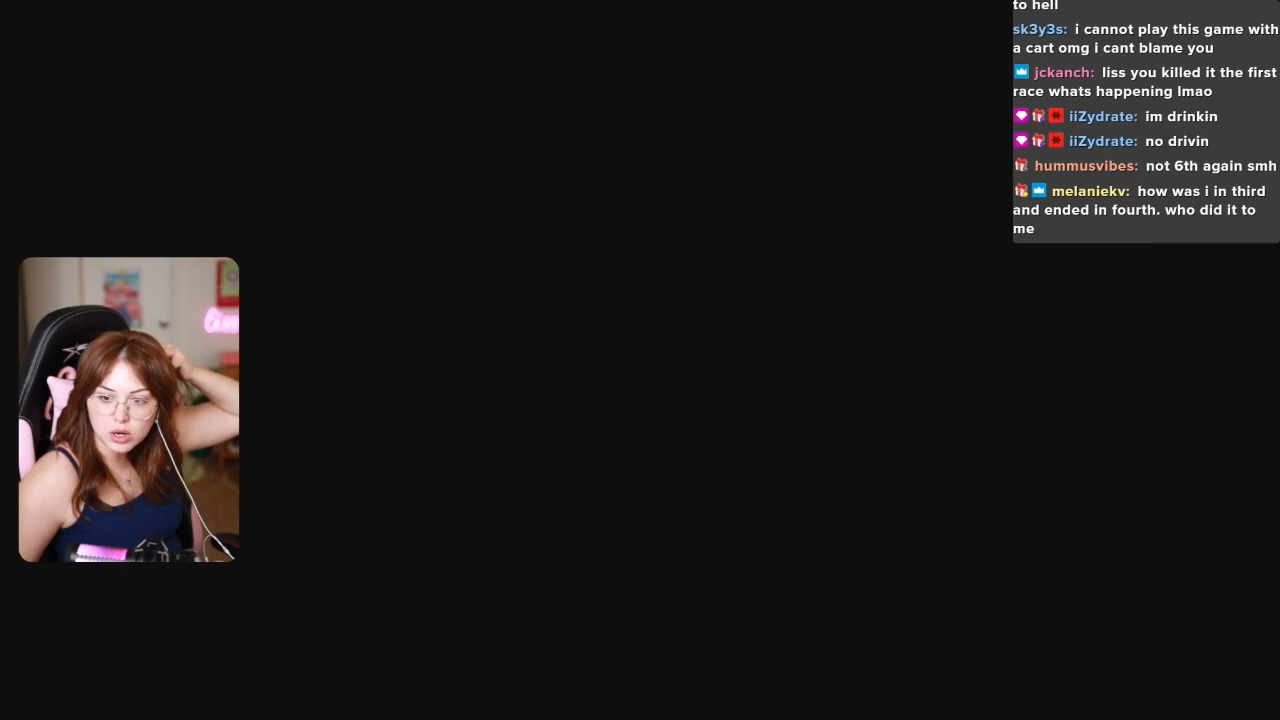 to hell
sk3y3s: i cannot play this game with
a cart omg i cant blame you
jckanch: liss you killed it the first
race whats happening lmao
iiZydrate: im drinkin
iiZydrate: no drivin
hummusvibes: not 6th again smh
melaniekv: how was i in third
and ended in fourth. who did it to
me